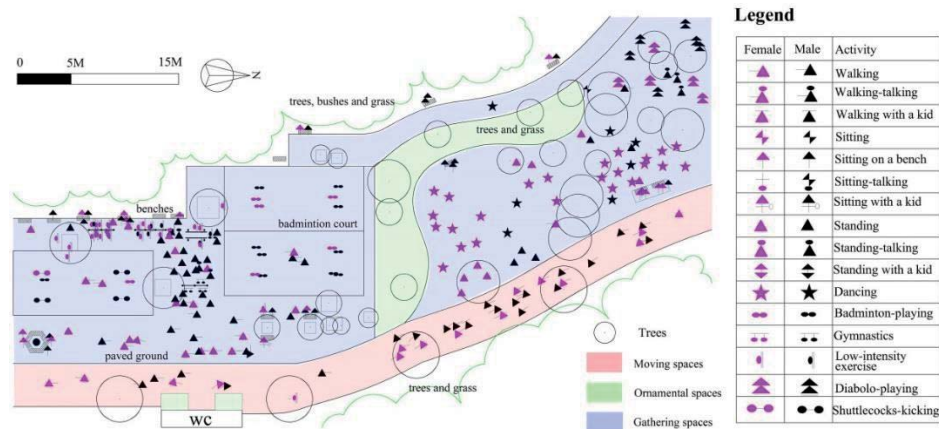 0 5M 15M
N
trees, bushes and grass
trees and grass
benches
badmintion court
paved ground
trees and grass
WC
Trees
Moving spaces
Ornamental spaces
Gathering spaces
Legend
Female Male Activity
Walking
Walking-talking
Walking with a kid
Sitting
Sitting on a bench
Sitting-talking
Sitting with a kid
Standing
Standing-talking
Standing with a kid
Dancing
Badminton-playing
Gymnastics
Low-intensity
exercise
Diabolo-playing
Shuttlecocks-kicking